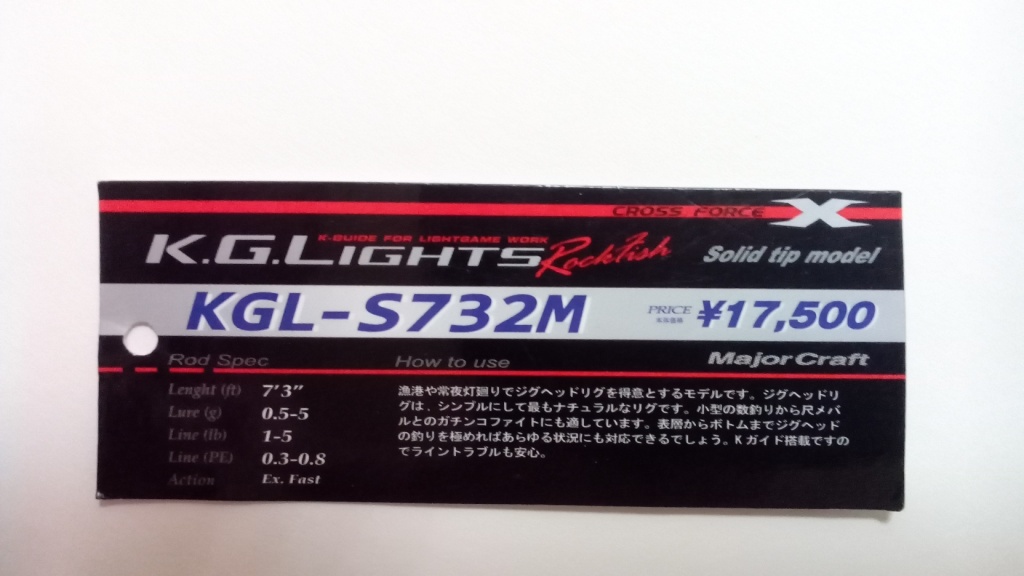 CROSS FORCE X
K-GUIDE FOR LIGHTGAME WORK
K.G.LIGHTS RockFish Solid tip model
KGL-S732M PRICE ¥17,500
MajorCraft
Rod Spec How to use
Lenght (ft) 7'3"
Lure (g) 0.5-5
Line (lb) 1-5
Line (PE) 0.3-0.8
Action Ex. Fast
漁港や常夜灯廻りでジグヘッドリグを得意とするモデルです。ジグヘッドリ
グは、シンプルにして最もナチュラルなリグです。小型の数釣りから尺メバ
ルとのガチンコファイトにも適しています。表層からボトムまでジグヘッド
の釣りを極めればあらゆる状況にも対応できるでしょう。Kガイド搭載ですの
でライントラブルも安心。